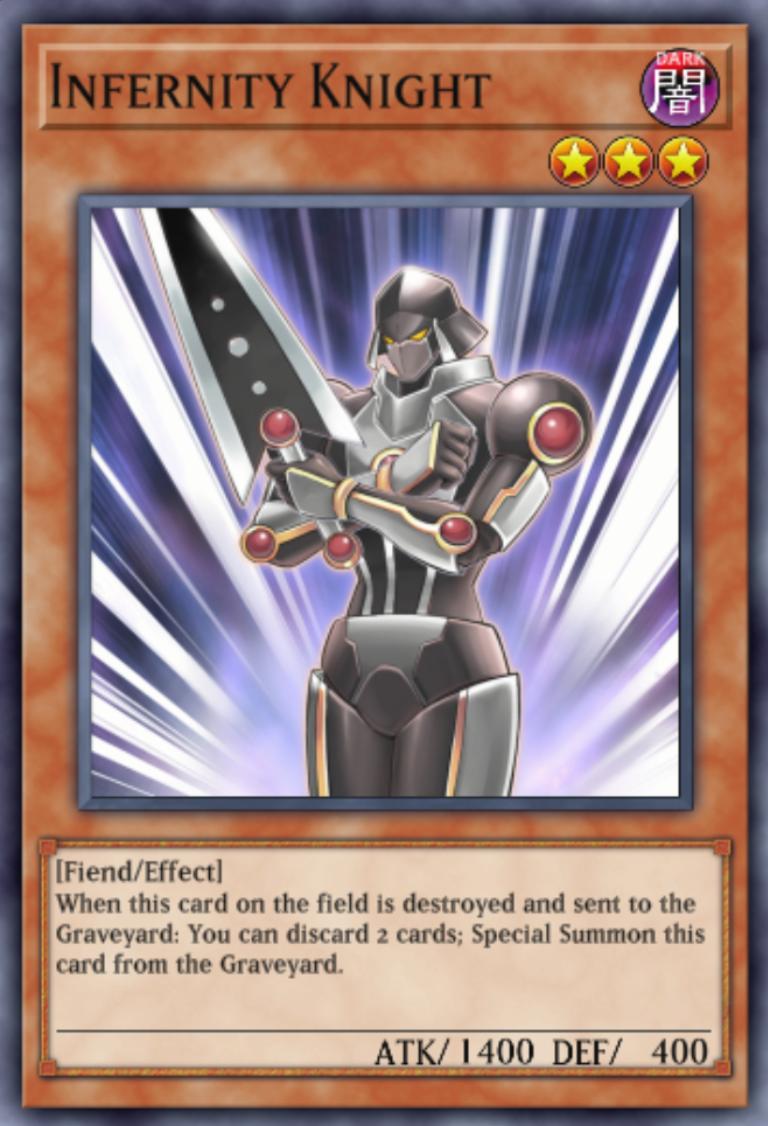 INFERNITY KNIGHT
DARK
闇
[Fiend/Effect]
When this card on the field is destroyed and sent to the
Graveyard: You can discard 2 cards; Special Summon this
card from the Graveyard.
ATK/ 1400 DEF/ 400